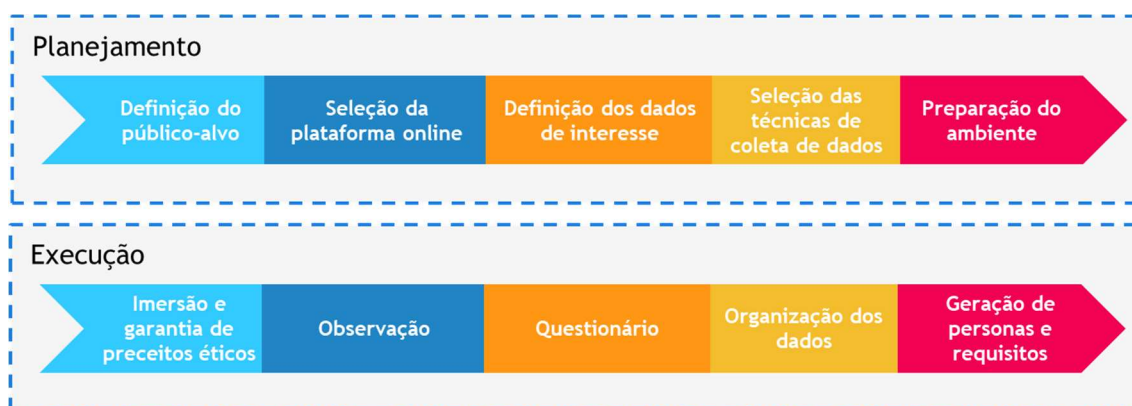 Planejamento
Definição do
público-alvo
Seleção da
plataforma online
Definição dos dados
de interesse
Seleção das
técnicas de
coleta de dados
Preparação do
ambiente
Execução
Imersão e
garantia de
preceitos éticos
Observação
Questionário
Organização dos
dados
Geração de
personas e
requisitos